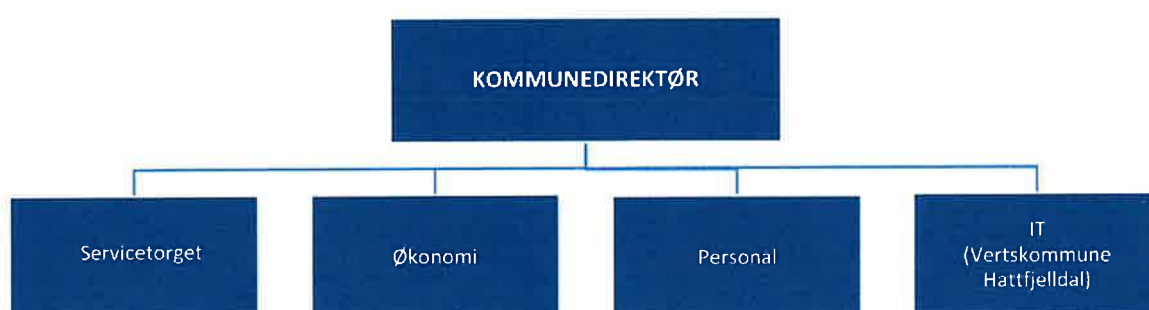 KOMMUNEDIREKTØR
Servicetorget
Økonomi
Personal
IT
(Vertskommune
Hattfjelldal)